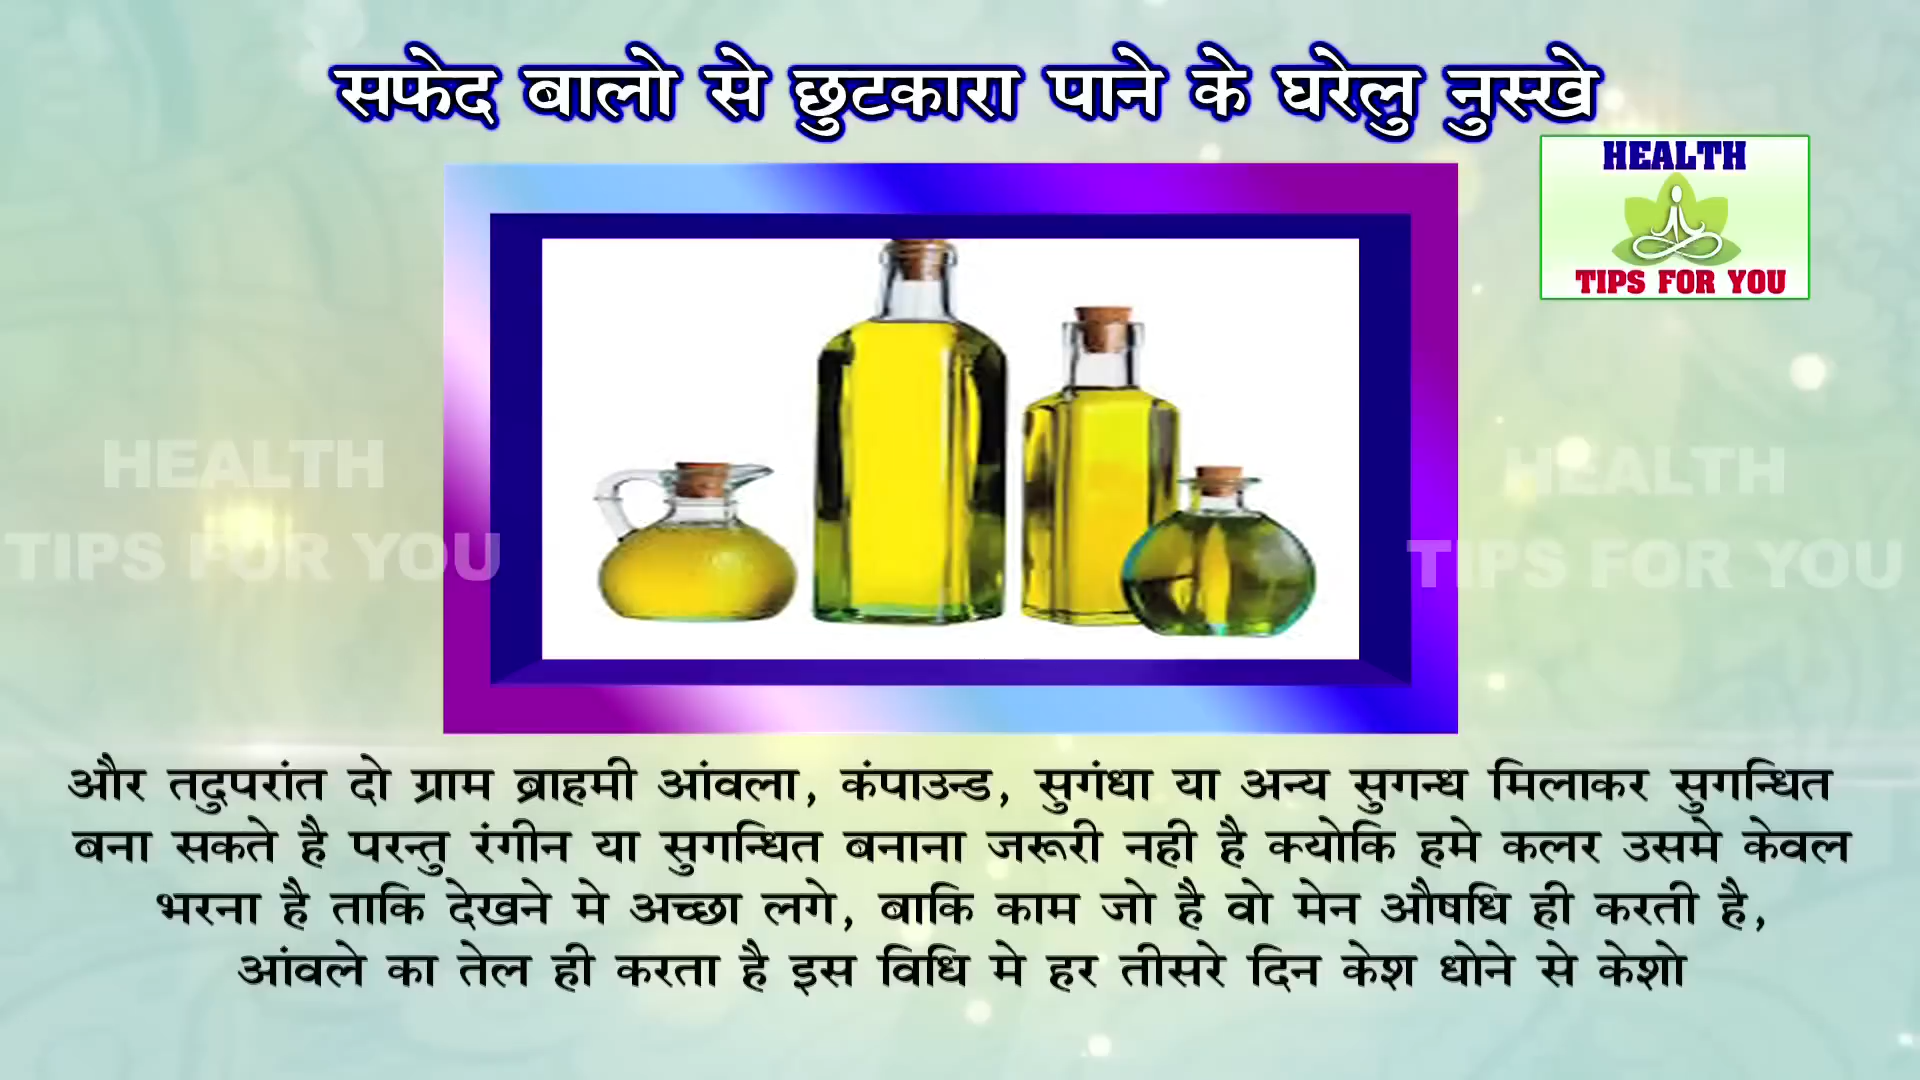 सफेद बालो से छुटकारा पाने के घरेलु नुस्खे
HEALTH
TIPS FOR YOU
HEALTH
TIPS FOR YOU
HEALTH
TIPS FOR YOU
और तदुपरांत दो ग्राम ब्राहमी आंवला, कंपाउन्ड, सुगंधा या अन्य सुगन्ध मिलाकर सुगन्धित
बना सकते है परन्तु रंगीन या सुगन्धित बनाना जरूरी नही है क्योकि हमे कलर उसमे केवल
भरना है ताकि देखने मे अच्छा लगे, बाकि काम जो है वो मेन औषधि ही करती है,
आंवले का तेल ही करता है इस विधि मे हर तीसरे दिन केश धोने से केशो